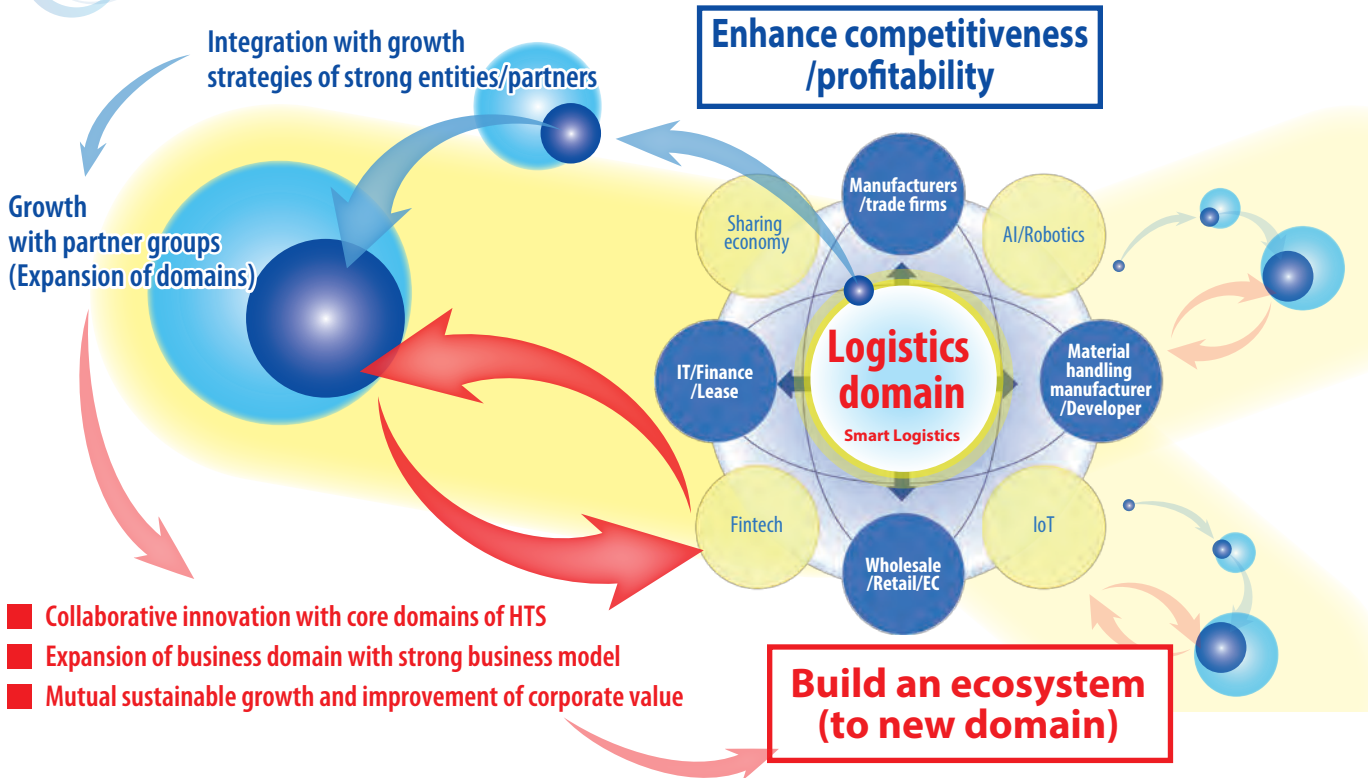 Integration with growth
strategies of strong entities/partners
Enhance competitiveness
/profitability
Growth
with partner groups
(Expansion of domains)
Manufacturers
/trade firms
Sharing
economy
AI/Robotics
IT/Finance
/Lease
Logistics
domain
Smart Logistics
Material
handling
manufacturer
/Developer
Fintech
IoT
Wholesale
/Retail/EC
■ Collaborative innovation with core domains of HTS
■ Expansion of business domain with strong business model
■ Mutual sustainable growth and improvement of corporate value
Build an ecosystem
(to new domain)